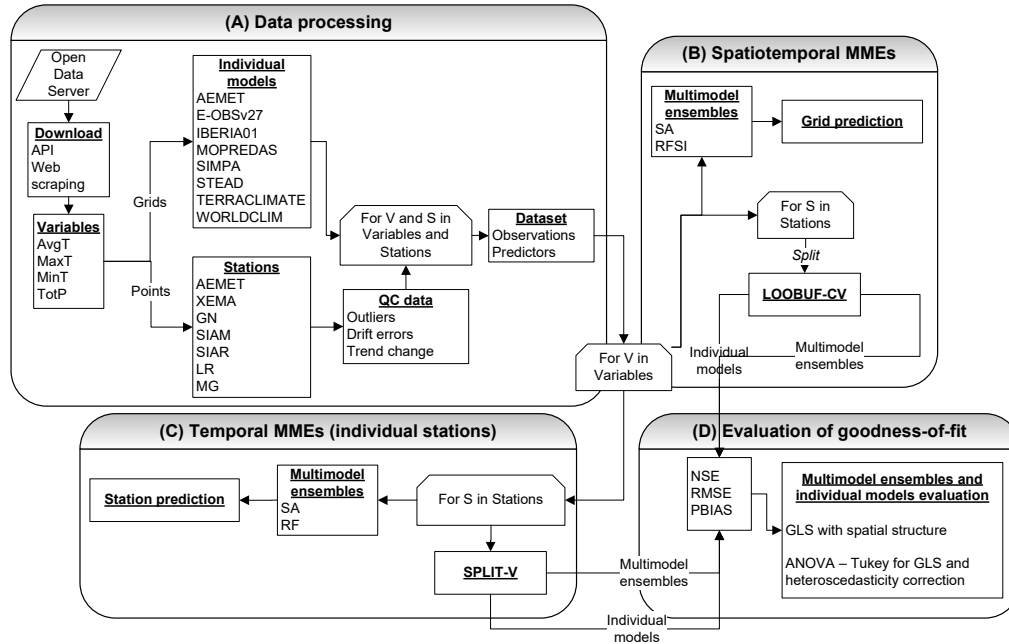 (A) Data processing
Open
Data
Server
Download
API
Web
scraping
Variables
AvgT
MaxT
MinT
TotP
Grids
Points
Individual
models
AEMET
E-OBSv27
IBERIA01
MOPREDAS
SIMPA
STEAD
TERRACLIMATE
WORLDCLIM
Stations
AEMET
XEMA
GN
SIAM
SIAR
LR
MG
For V and S in
Variables and
Stations
QC data
Outliers
Drift errors
Trend change
Dataset
Observations
Predictors
For V in
Variables
(B) Spatiotemporal MMEs
Multimodel
ensembles
SA
RFSI
Grid prediction
For S in
Stations
Split
LOOBUF-CV
Individual
models
Multimodel
ensembles
(C) Temporal MMEs (individual stations)
Station prediction
Multimodel
ensembles
SA
RF
For S in Stations
SPLIT-V
Multimodel
ensembles
Individual
models
(D) Evaluation of goodness-of-fit
NSE
RMSE
PBIAS
Multimodel ensembles and
individual models evaluation
GLS with spatial structure
ANOVA – Tukey for GLS and
heteroscedasticity correction